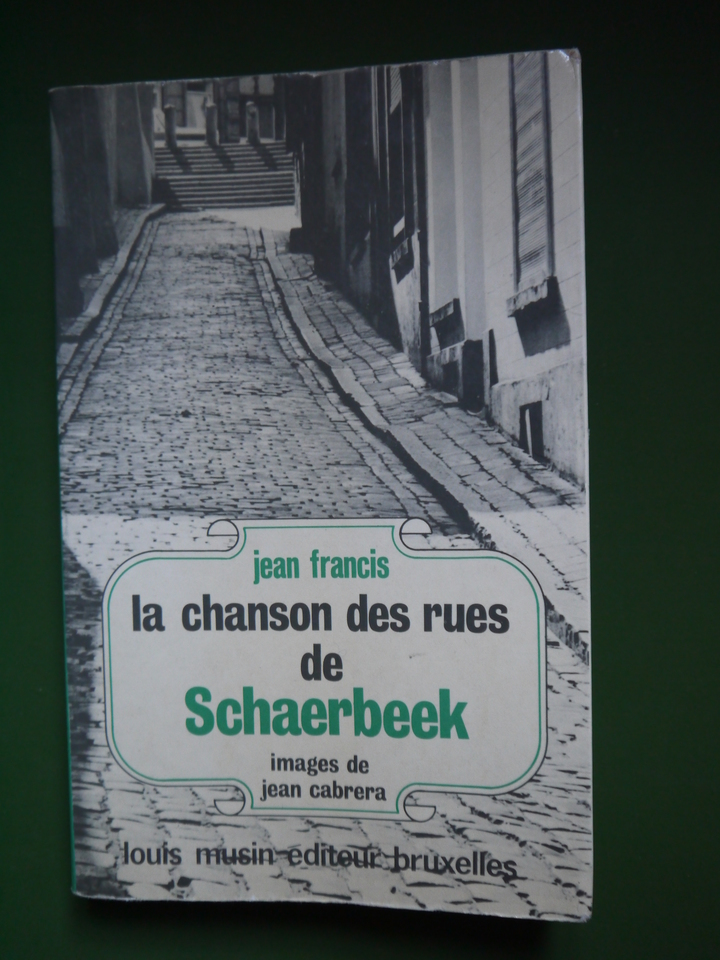 jean francis
la chanson des rues
de
Schaerbeek
images de
jean cabrera
louis musin editeur bruxelles